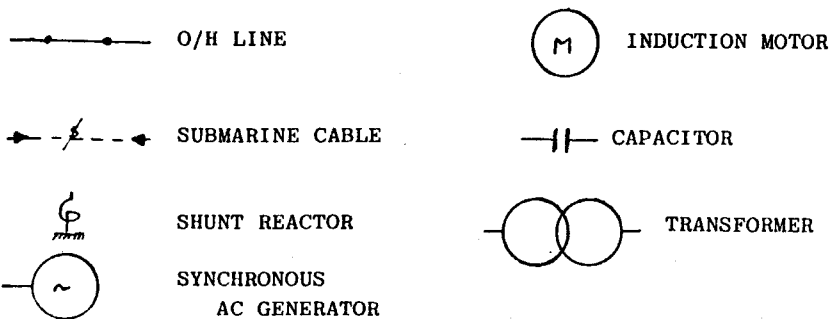 O/H LINE
INDUCTION MOTOR
M
SUBMARINE CABLE
CAPACITOR
SHUNT REACTOR
TRANSFORMER
SYNCHRONOUS
AC GENERATOR
~